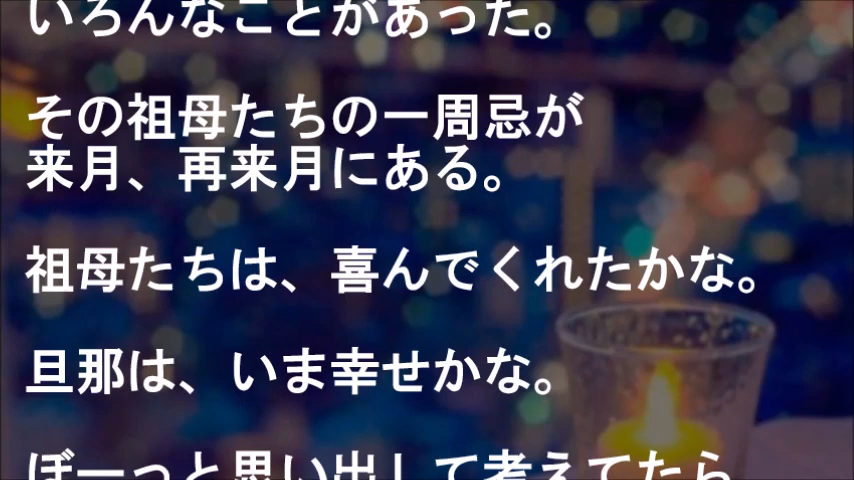 いろんなことがあった。
その祖母たちの一周忌が
来月、再来月にある。
祖母たちは、喜んでくれたかな。
旦那は、いま幸せかな。
ぼーっと思い出して考えてたら